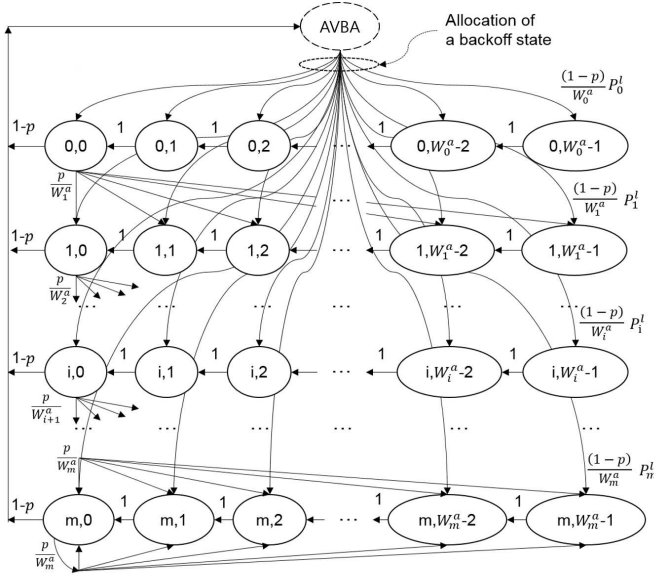 AVBA
Allocation of
a backoff state
(1 − p)/W_0^a P_0^l
1-p 0,0 1 0,1 1 0,2 ... 1 0,W_0^a-2 1 0,W_0^a-1
p/W_1^a ... (1 − p)/W_1^a P_1^l
1-p 1,0 1 1,1 1 1,2 ... 1 1,W_1^a-2 1 1,W_1^a-1
p/W_2^a
... ... ... ...
(1 − p)/W_i^a P_i^l
1-p i,0 1 i,1 1 i,2 ... 1 i,W_i^a-2 1 i,W_i^a-1
p/W_{i+1}^a
... ... ... ...
p/W_m^a (1 − p)/W_m^a P_m^l
1-p m,0 1 m,1 1 m,2 ... 1 m,W_m^a-2 1 m,W_m^a-1
p/W_m^a